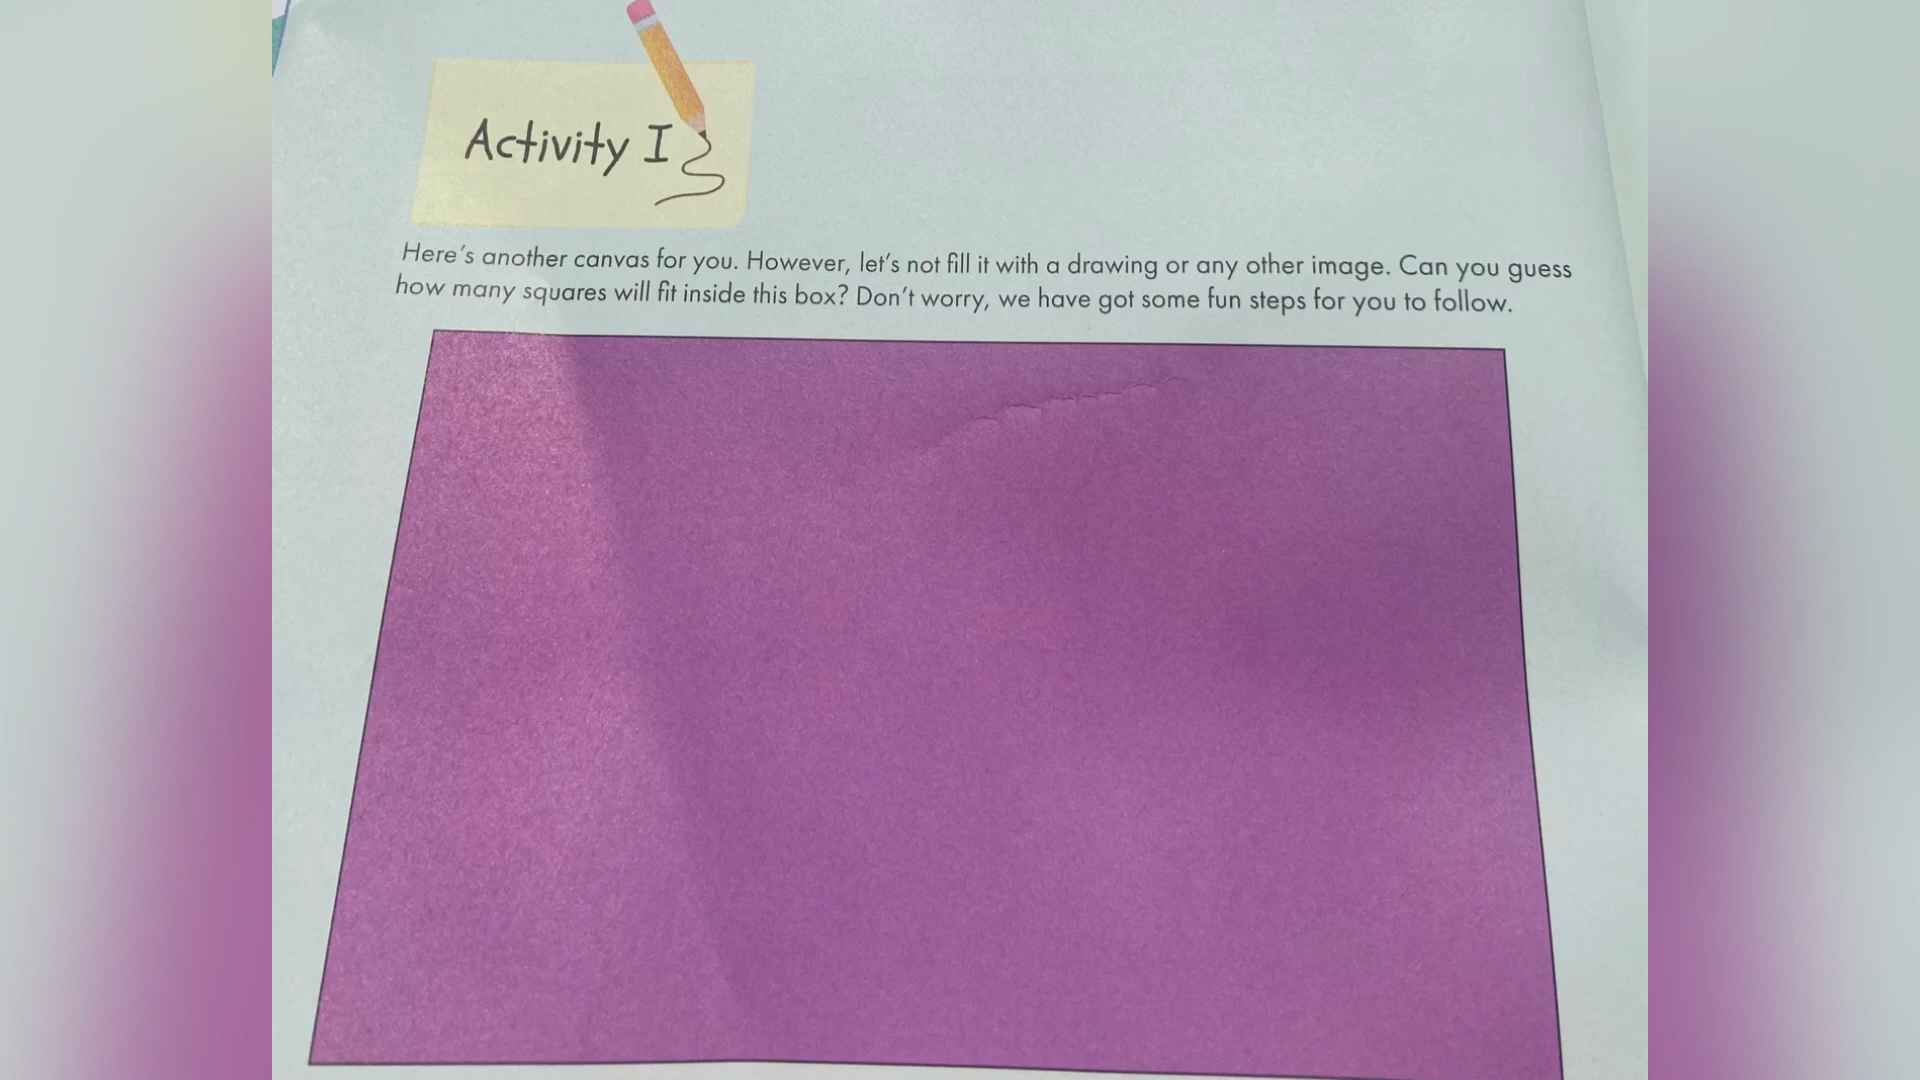 Activity I
Here's another canvas for you. However, let's not fill it with a drawing or any other image. Can you guess
how many squares will fit inside this box? Don't worry, we have got some fun steps for you to follow.